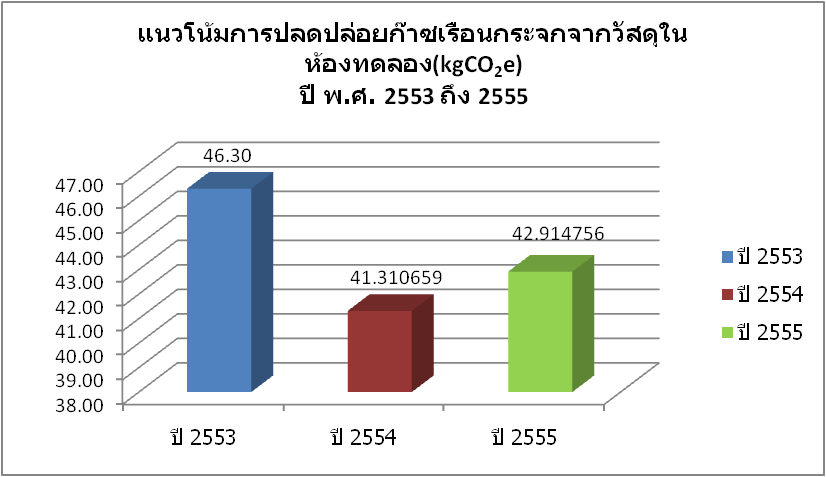 แนวโน้มการปลดปล่อยก๊าซเรือนกระจกจากวัสดุใน
ห้องทดลอง(kgCO₂e)
ปี พ.ศ. 2553 ถึง 2555
46.30
41.310659
42.914756
47.00
46.00
45.00
44.00
43.00
42.00
41.00
40.00
39.00
38.00
ปี 2553
ปี 2554
ปี 2555
ปี 2553
ปี 2554
ปี 2555